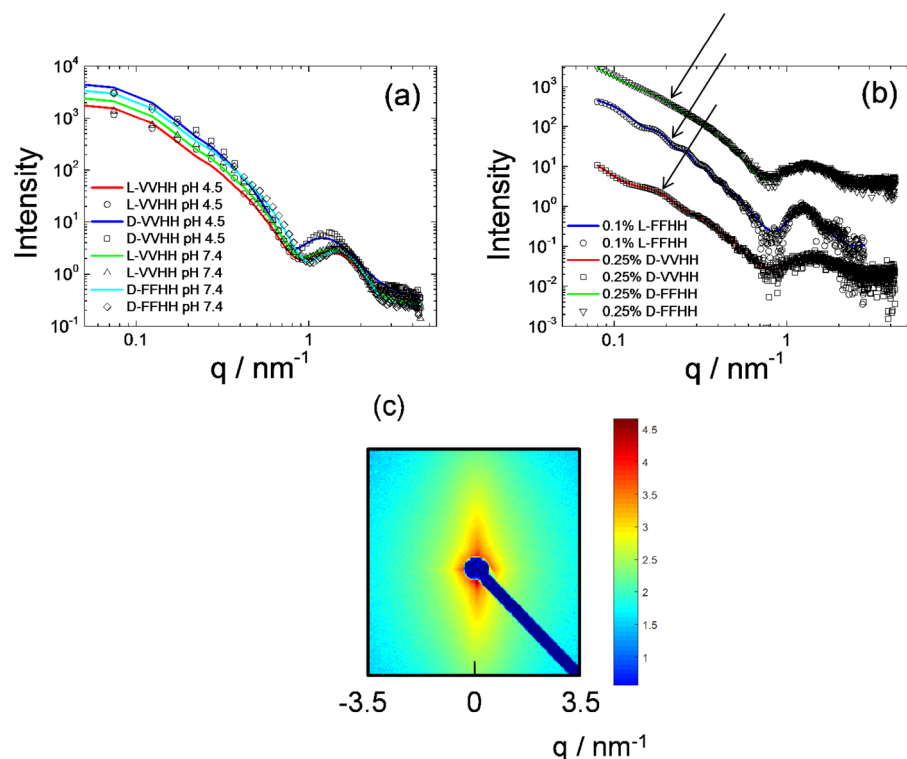 (a)
Intensity
10^4
10^3
10^2
10^1
10^0
10^-1
L-VVHH pH 4.5
L-VVHH pH 4.5
D-VVHH pH 4.5
D-VVHH pH 4.5
L-VVHH pH 7.4
L-VVHH pH 7.4
D-FFHH pH 7.4
D-FFHH pH 7.4
0.1 1
q / nm^-1
(b)
Intensity
10^3
10^2
10^1
10^0
10^-1
10^-2
10^-3
0.1% L-FFHH
0.1% L-FFHH
0.25% D-VVHH
0.25% D-VVHH
0.25% D-FFHH
0.25% D-FFHH
0.1 1
q / nm^-1
(c)
4.5
4
3.5
3
2.5
2
1.5
1
-3.5 0 3.5
q / nm^-1